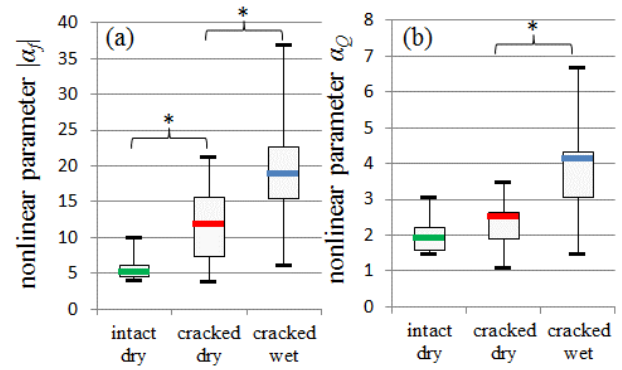 nonlinear parameter |αf|
(a)
*
*
40
35
30
25
20
15
10
5
0
intact
dry
cracked
dry
cracked
wet
nonlinear parameter αQ
(b)
*
8
7
6
5
4
3
2
1
0
intact
dry
cracked
dry
cracked
wet